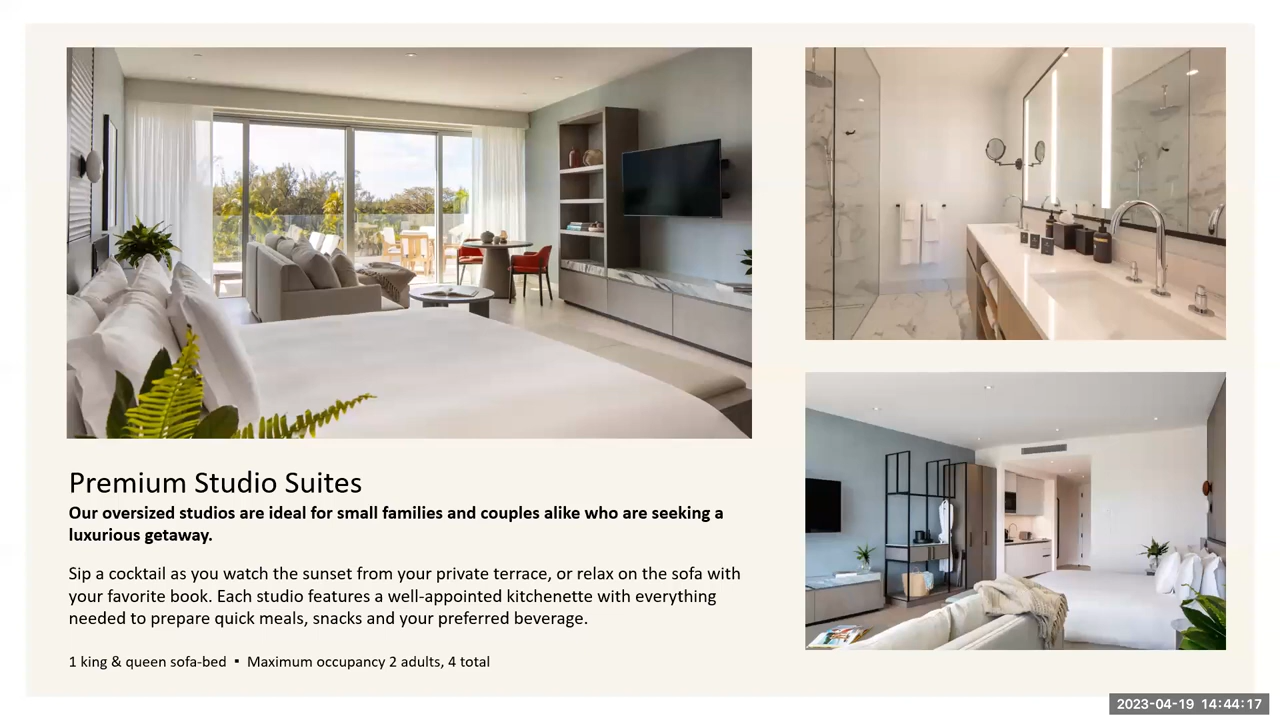 Premium Studio Suites
Our oversized studios are ideal for small families and couples alike who are seeking a
luxurious getaway.
Sip a cocktail as you watch the sunset from your private terrace, or relax on the sofa with
your favorite book. Each studio features a well-appointed kitchenette with everything
needed to prepare quick meals, snacks and your preferred beverage.
1 king & queen sofa-bed ▪ Maximum occupancy 2 adults, 4 total
2023-04-19 14:44:17